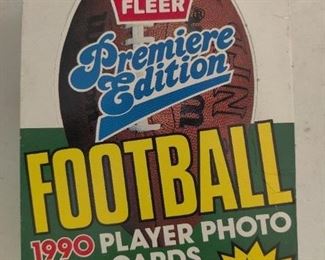 FLEER
Premiere
Edition
FOOTBALL
1990 PLAYER PHOTO
CARDS